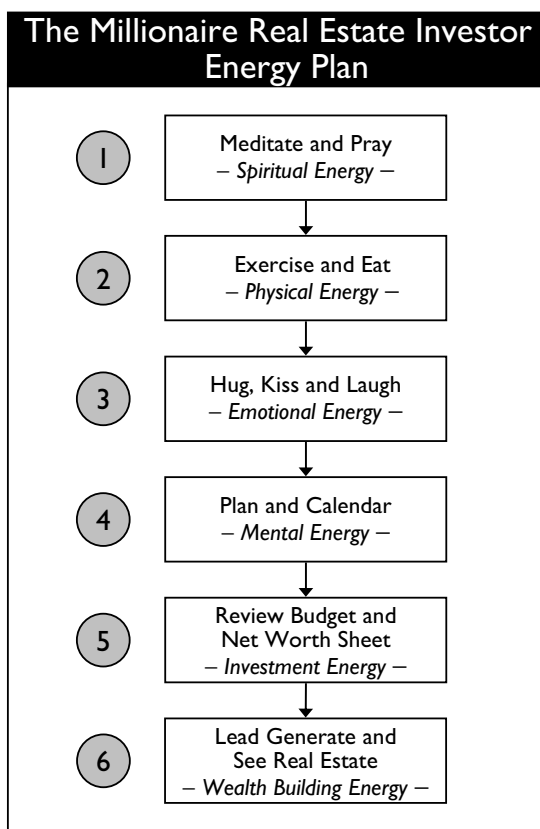 The Millionaire Real Estate Investor
Energy Plan
1
Meditate and Pray
– Spiritual Energy –
2
Exercise and Eat
– Physical Energy –
3
Hug, Kiss and Laugh
– Emotional Energy –
4
Plan and Calendar
– Mental Energy –
5
Review Budget and
Net Worth Sheet
– Investment Energy –
6
Lead Generate and
See Real Estate
– Wealth Building Energy –